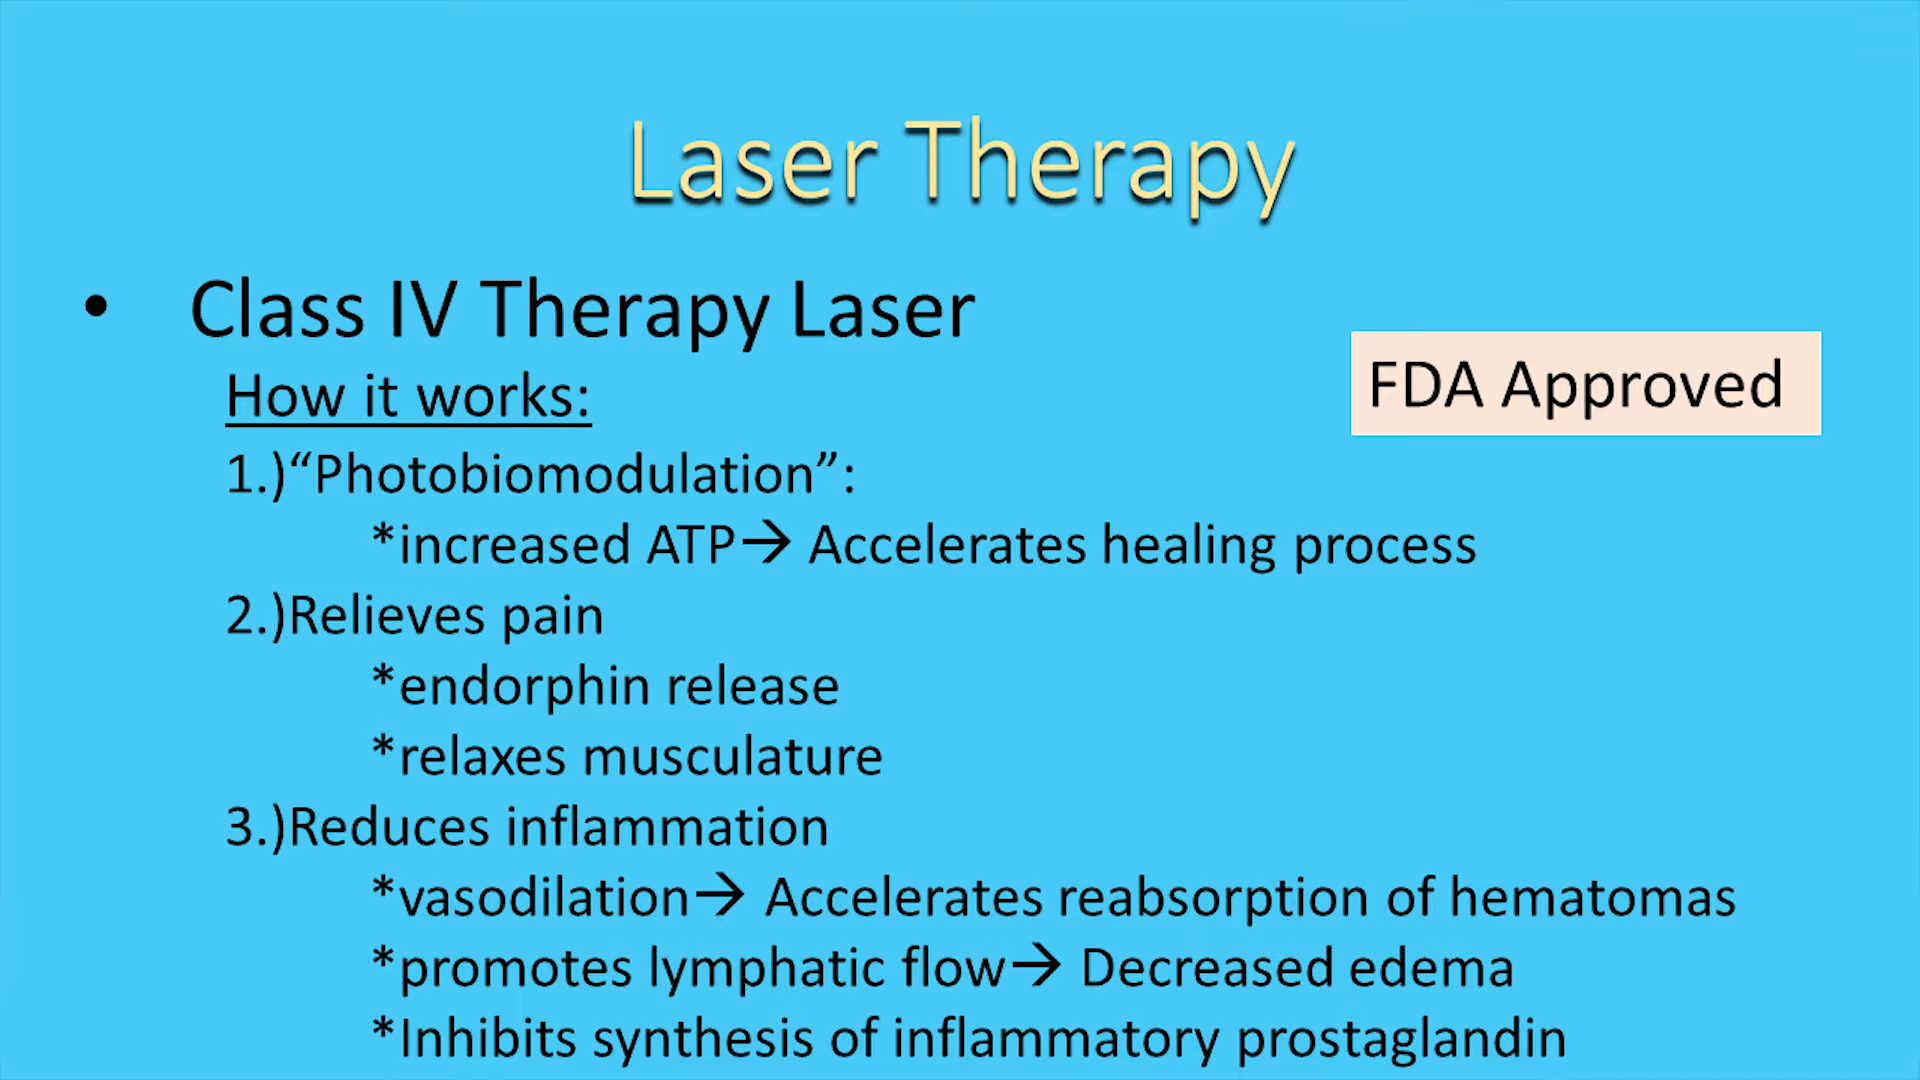 Laser Therapy
• Class IV Therapy Laser
FDA Approved
How it works:
1.)“Photobiomodulation”:
*increased ATP→ Accelerates healing process
2.)Relieves pain
*endorphin release
*relaxes musculature
3.)Reduces inflammation
*vasodilation→ Accelerates reabsorption of hematomas
*promotes lymphatic flow→ Decreased edema
*Inhibits synthesis of inflammatory prostaglandin